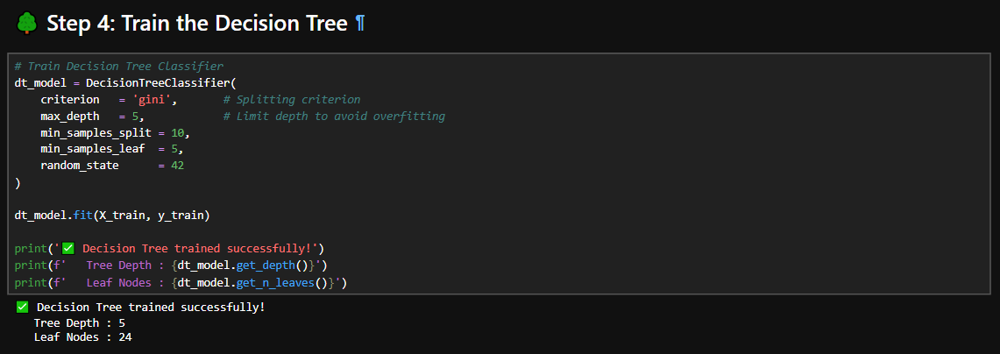 🌳 Step 4: Train the Decision Tree ¶
# Train Decision Tree Classifier
dt_model = DecisionTreeClassifier(
    criterion   = 'gini',       # Splitting criterion
    max_depth   = 5,            # Limit depth to avoid overfitting
    min_samples_split = 10,
    min_samples_leaf  = 5,
    random_state      = 42
)
dt_model.fit(X_train, y_train)
print('✅ Decision Tree trained successfully!')
print(f'   Tree Depth : {dt_model.get_depth()}')
print(f'   Leaf Nodes : {dt_model.get_n_leaves()}')
✅ Decision Tree trained successfully!
   Tree Depth : 5
   Leaf Nodes : 24